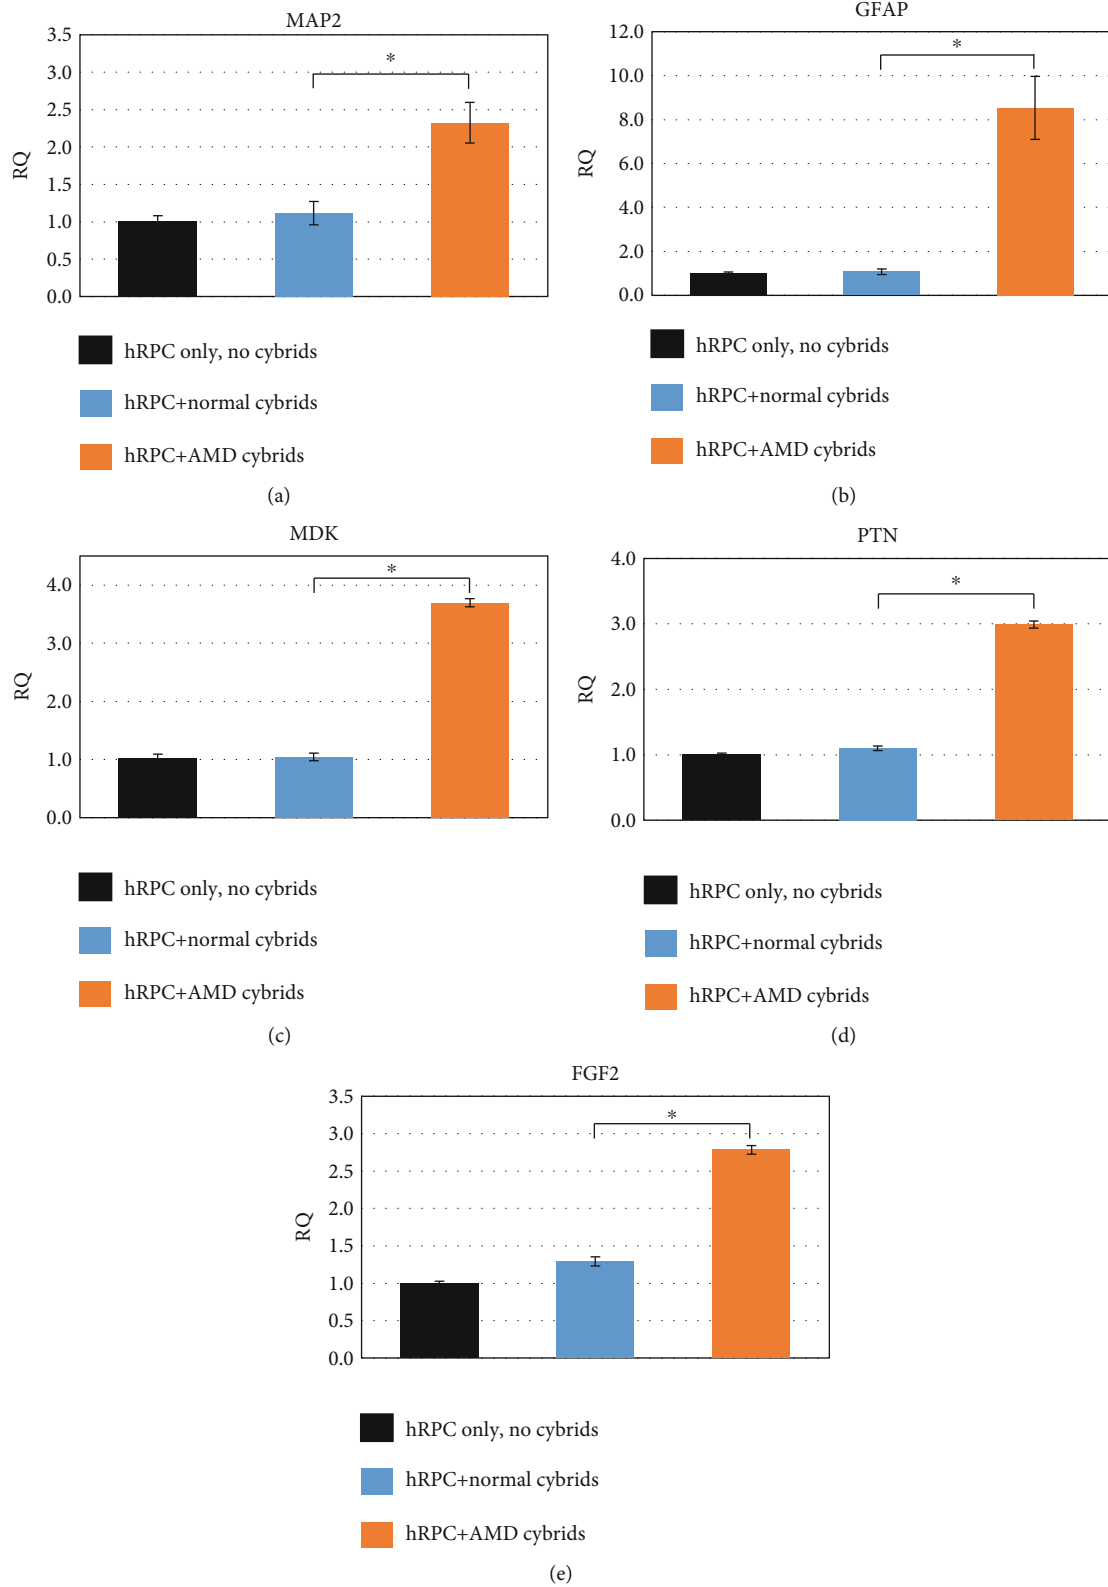 MAP2
3.5
3.0
2.5
2.0
1.5
1.0
0.5
0.0
RQ
*
hRPC only, no cybrids
hRPC+normal cybrids
hRPC+AMD cybrids
(a)
GFAP
12.0
10.0
8.0
6.0
4.0
2.0
0.0
RQ
*
hRPC only, no cybrids
hRPC+normal cybrids
hRPC+AMD cybrids
(b)
MDK
4.0
3.0
2.0
1.0
0.0
RQ
*
hRPC only, no cybrids
hRPC+normal cybrids
hRPC+AMD cybrids
(c)
PTN
4.0
3.0
2.0
1.0
0.0
RQ
*
hRPC only, no cybrids
hRPC+normal cybrids
hRPC+AMD cybrids
(d)
FGF2
3.5
3.0
2.5
2.0
1.5
1.0
0.5
0.0
RQ
*
hRPC only, no cybrids
hRPC+normal cybrids
hRPC+AMD cybrids
(e)